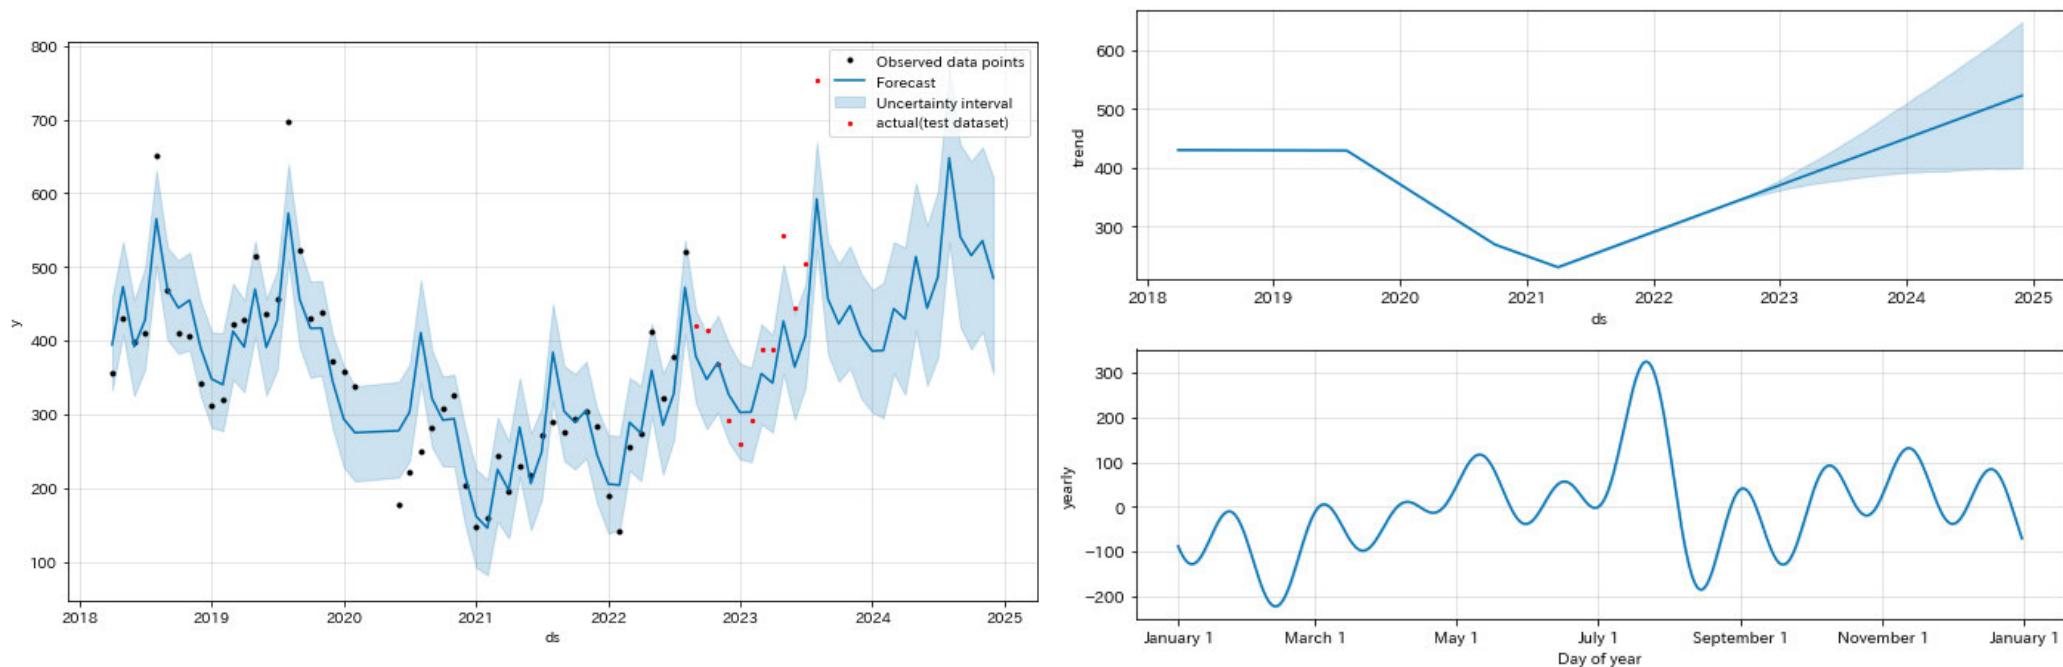 800
700
600
500
400
300
200
100
y
2018
2019
2020
2021
2022
2023
2024
2025
ds
Observed data points
Forecast
Uncertainty interval
actual(test dataset)
600
500
400
300
trend
2018
2019
2020
2021
2022
2023
2024
2025
ds
300
200
100
0
−100
−200
yearly
January 1
March 1
May 1
July 1
September 1
November 1
January 1
Day of year